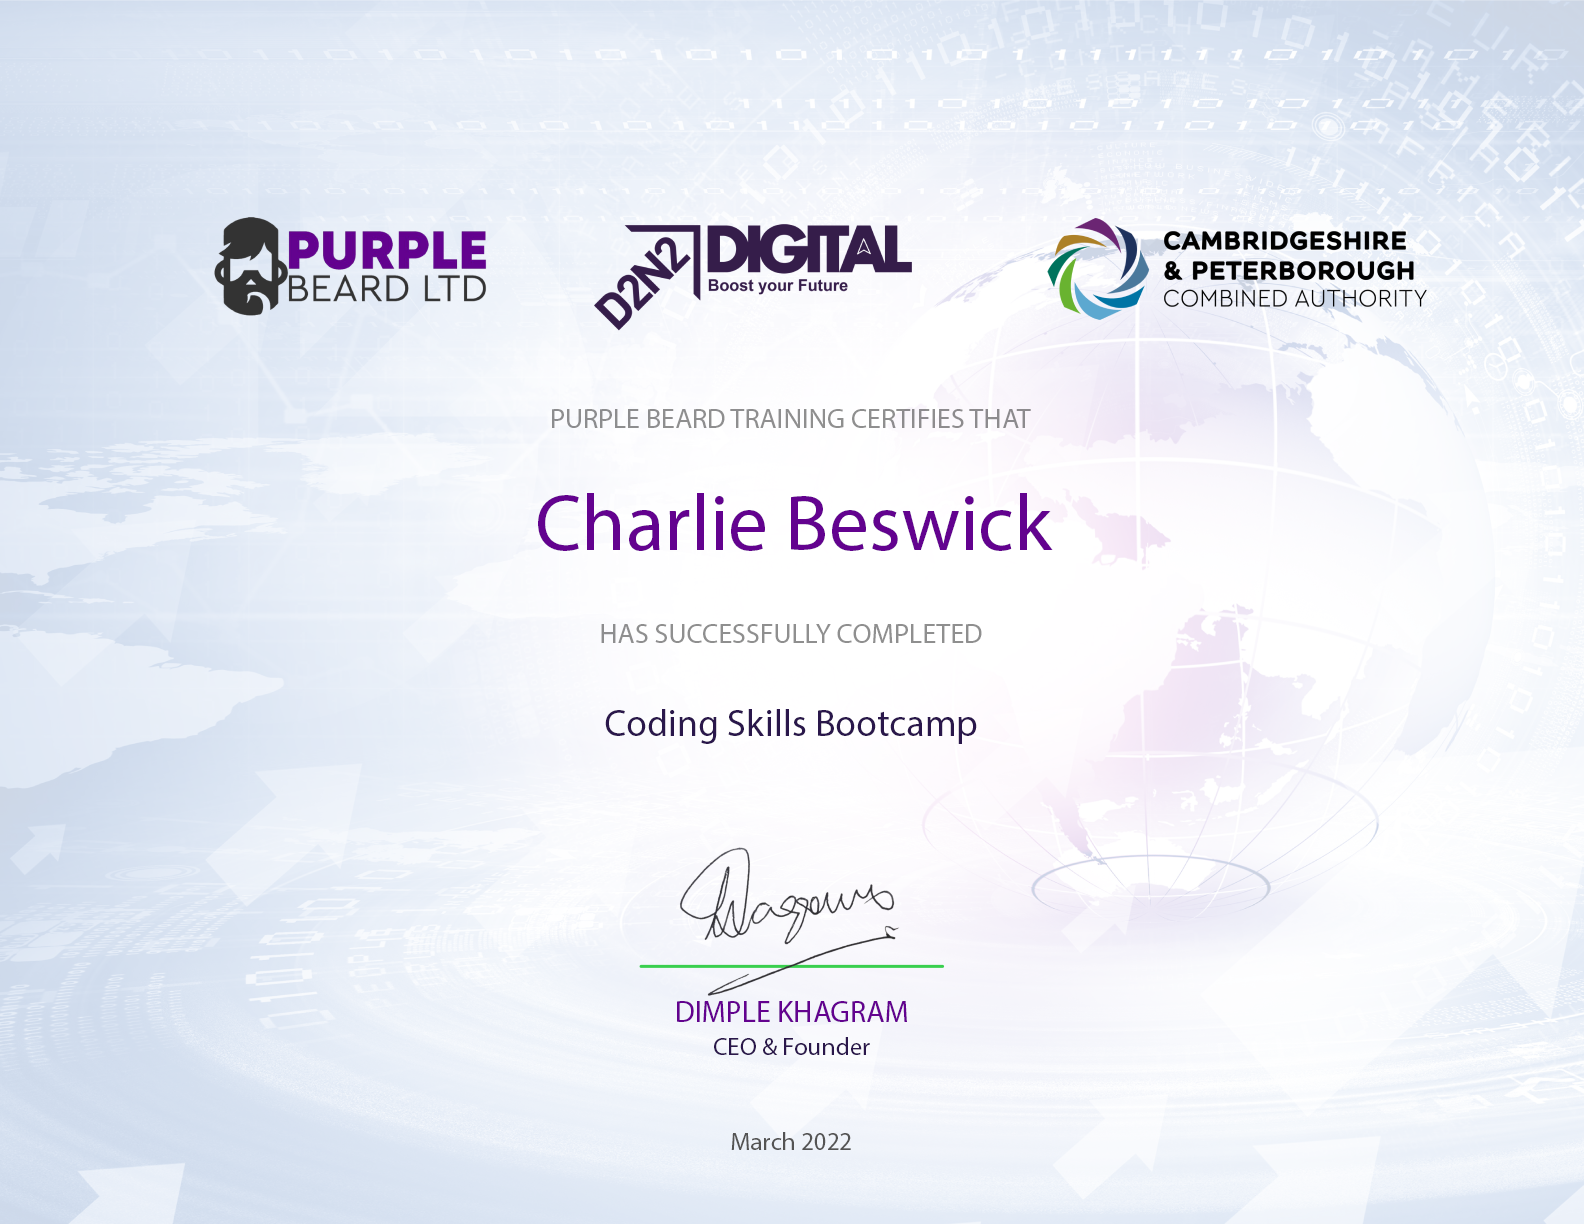 PURPLE
BEARD LTD
D2N2
DIGITAL
Boost your Future
CAMBRIDGESHIRE
& PETERBOROUGH
COMBINED AUTHORITY
PURPLE BEARD TRAINING CERTIFIES THAT
Charlie Beswick
HAS SUCCESSFULLY COMPLETED
Coding Skills Bootcamp
DIMPLE KHAGRAM
CEO & Founder
March 2022